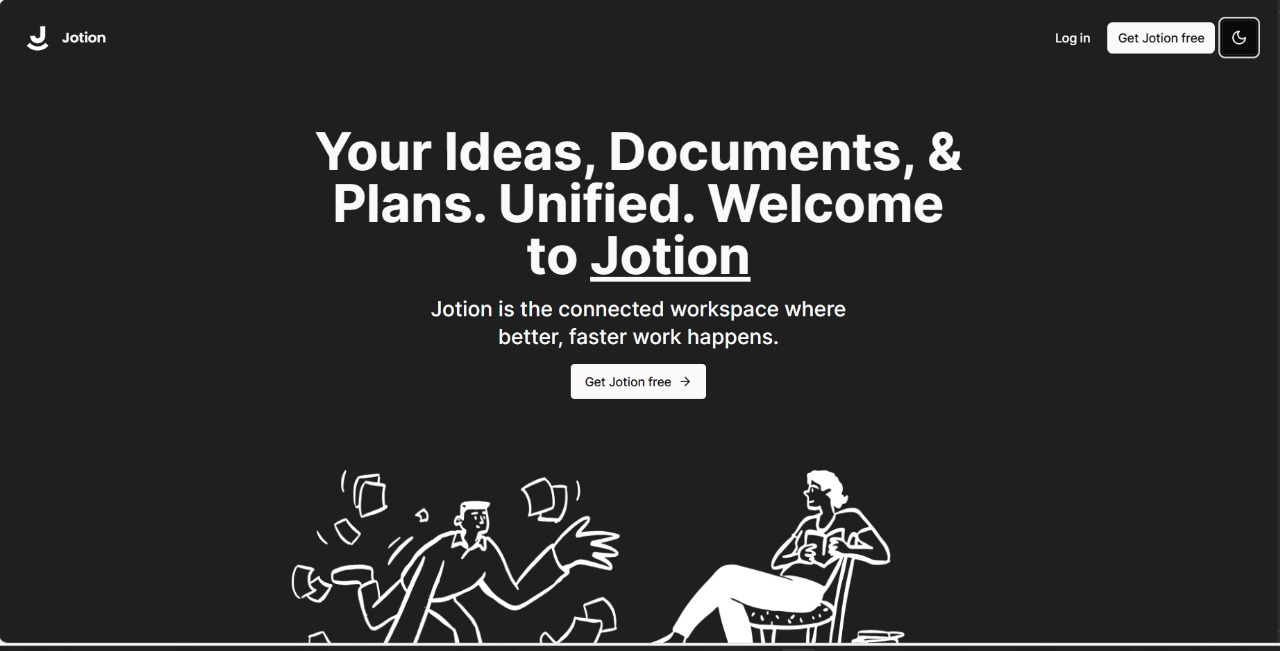 Jotion
Log in
Get Jotion free
Your Ideas, Documents, &
Plans. Unified. Welcome
to Jotion
Jotion is the connected workspace where
better, faster work happens.
Get Jotion free